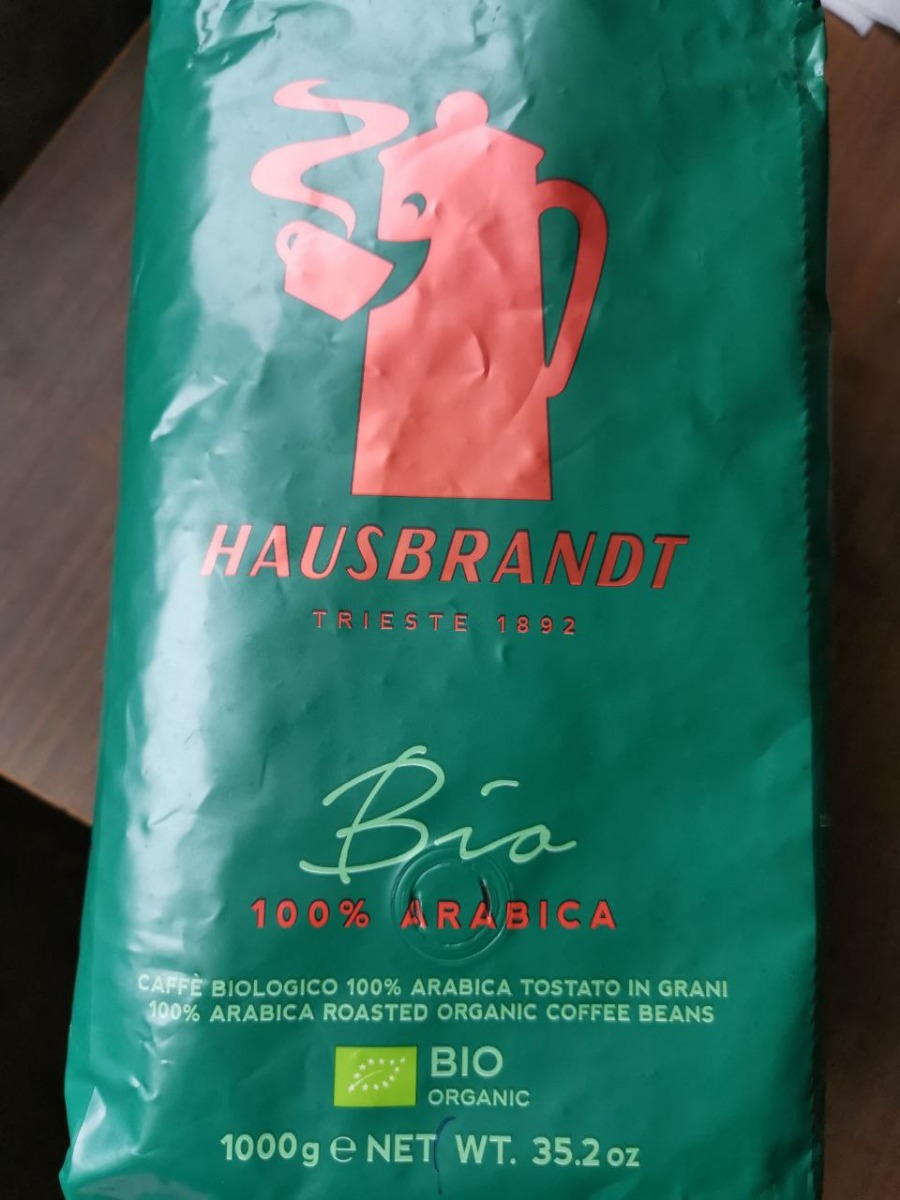 HAUSBRANDT
TRIESTE 1892
Bio
100% ARABICA
CAFFÈ BIOLOGICO 100% ARABICA TOSTATO IN GRANI
100% ARABICA ROASTED ORGANIC COFFEE BEANS
BIO
ORGANIC
1000g e NET WT. 35.2 oz